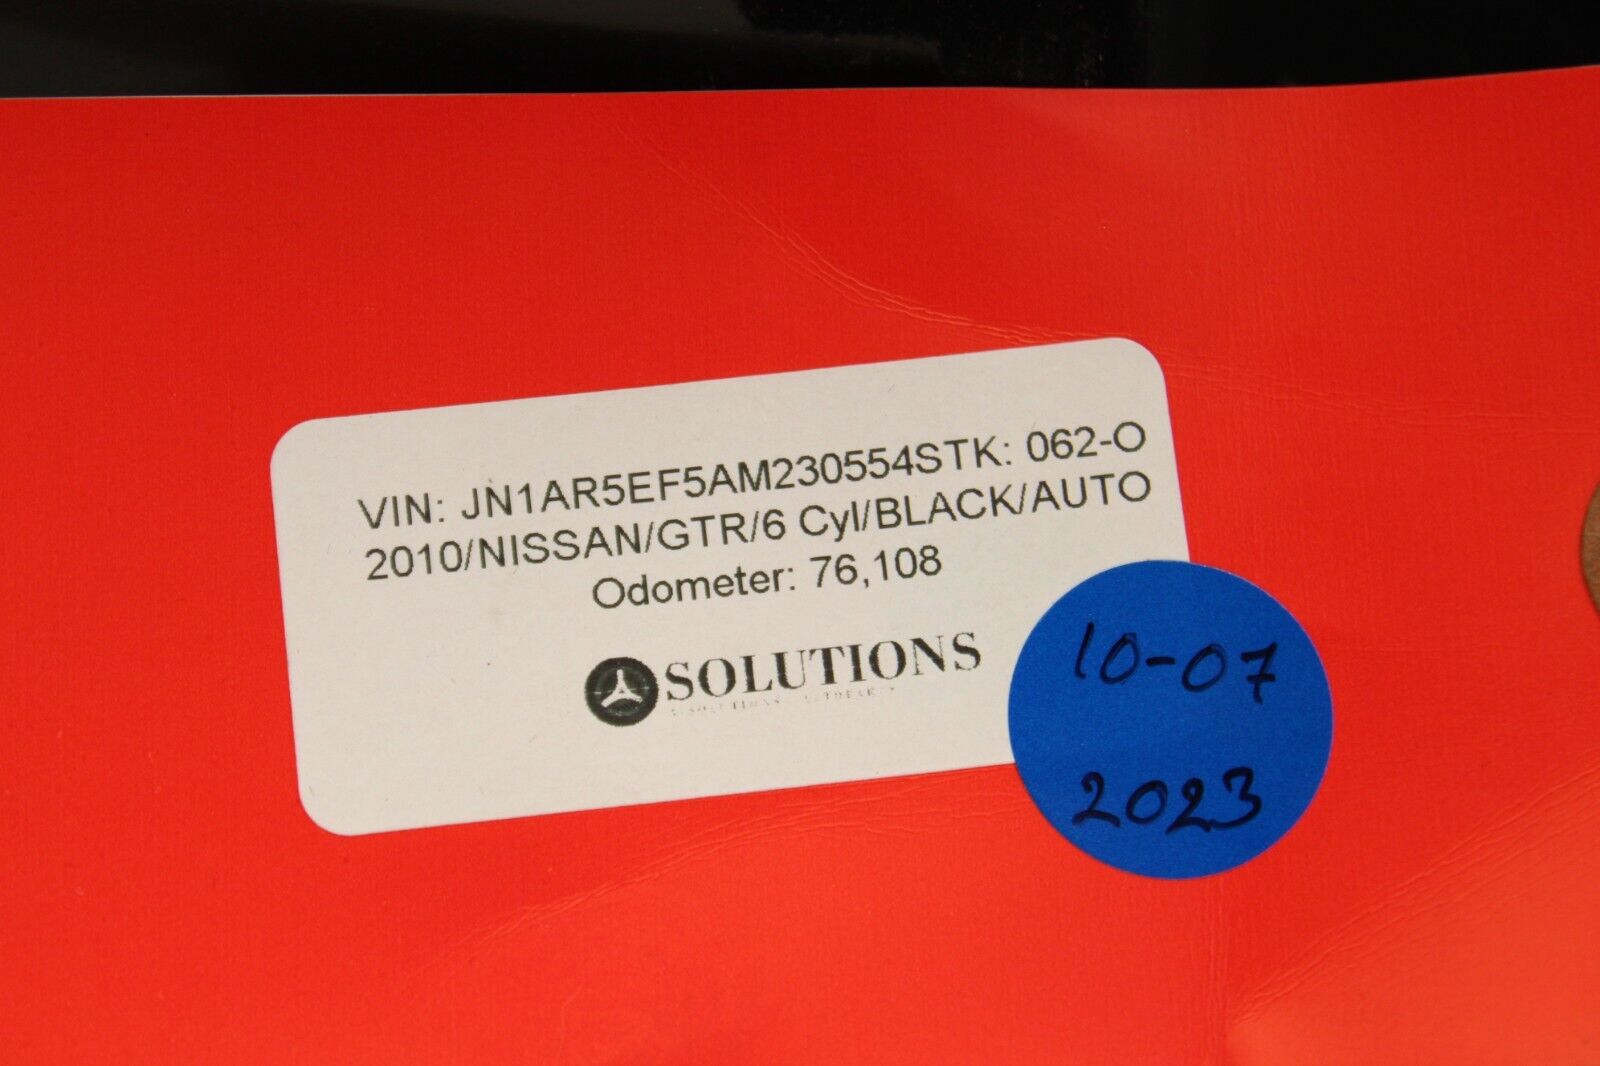 VIN: JN1AR5EF5AM230554STK: 062-O
2010/NISSAN/GTR/6 Cyl/BLACK/AUTO
Odometer: 76,108
SOLUTIONS
10-07
2023